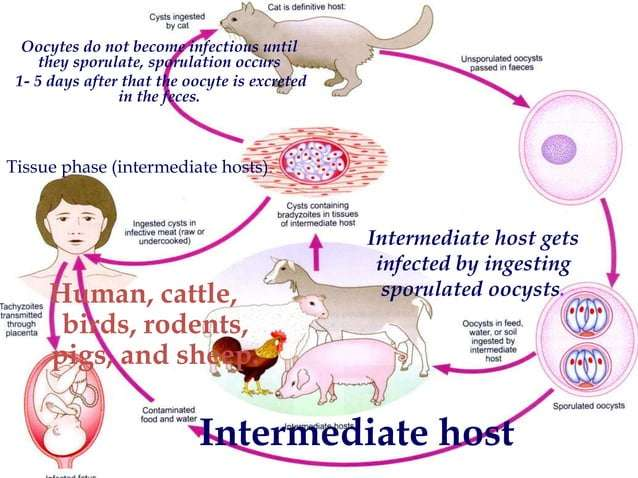 Cat is definitive host:
Cysts ingested
by cat
Oocytes do not become infectious until
they sporulate, sporulation occurs
1- 5 days after that the oocyte is excreted
in the feces.
Unsporulated oocysts
passed in faeces
Tissue phase (intermediate hosts).
Cysts containing
bradyzoites in tissues
of intermediate host
Ingested cysts in
infective meat (raw or
undercooked)
Intermediate host gets
infected by ingesting
sporulated oocysts.
Human, cattle,
birds, rodents,
pigs, and sheep.
Tachyzoites
transmitted
through
placenta
Oocysts in feed,
water, or soil
ingested by
intermediate
host
Sporulated oocysts
Contaminated
food and water
Intermediate hosts
Intermediate host
Infected fetus